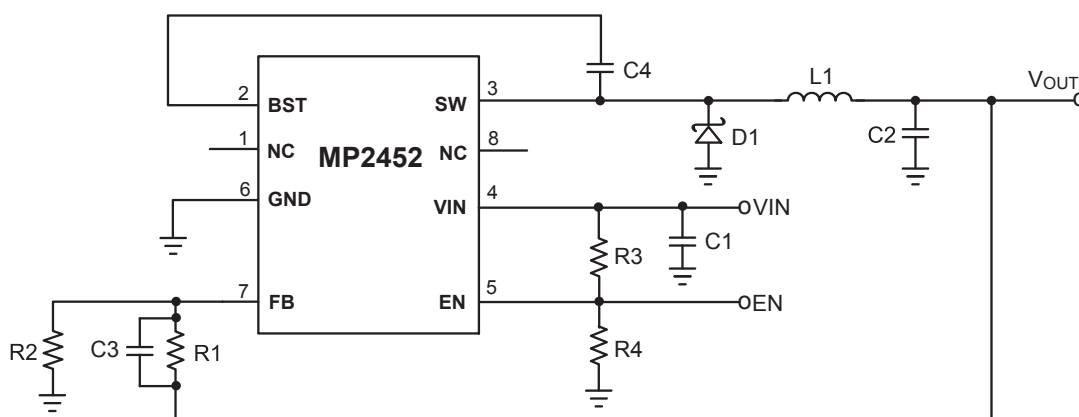 C4
L1
VOUT
2
BST
SW
3
D1
C2
1
NC
MP2452
NC
8
6
GND
VIN
4
VIN
R3
C1
7
FB
EN
5
EN
R2
C3
R1
R4